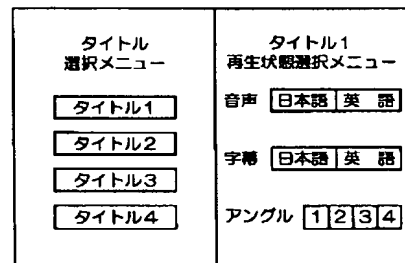 タイトル
選択メニュー
タイトル1
タイトル2
タイトル3
タイトル4
タイトル1
再生状態選択メニュー
音声 日本語 英 語
字幕 日本語 英 語
アングル 1 2 3 4